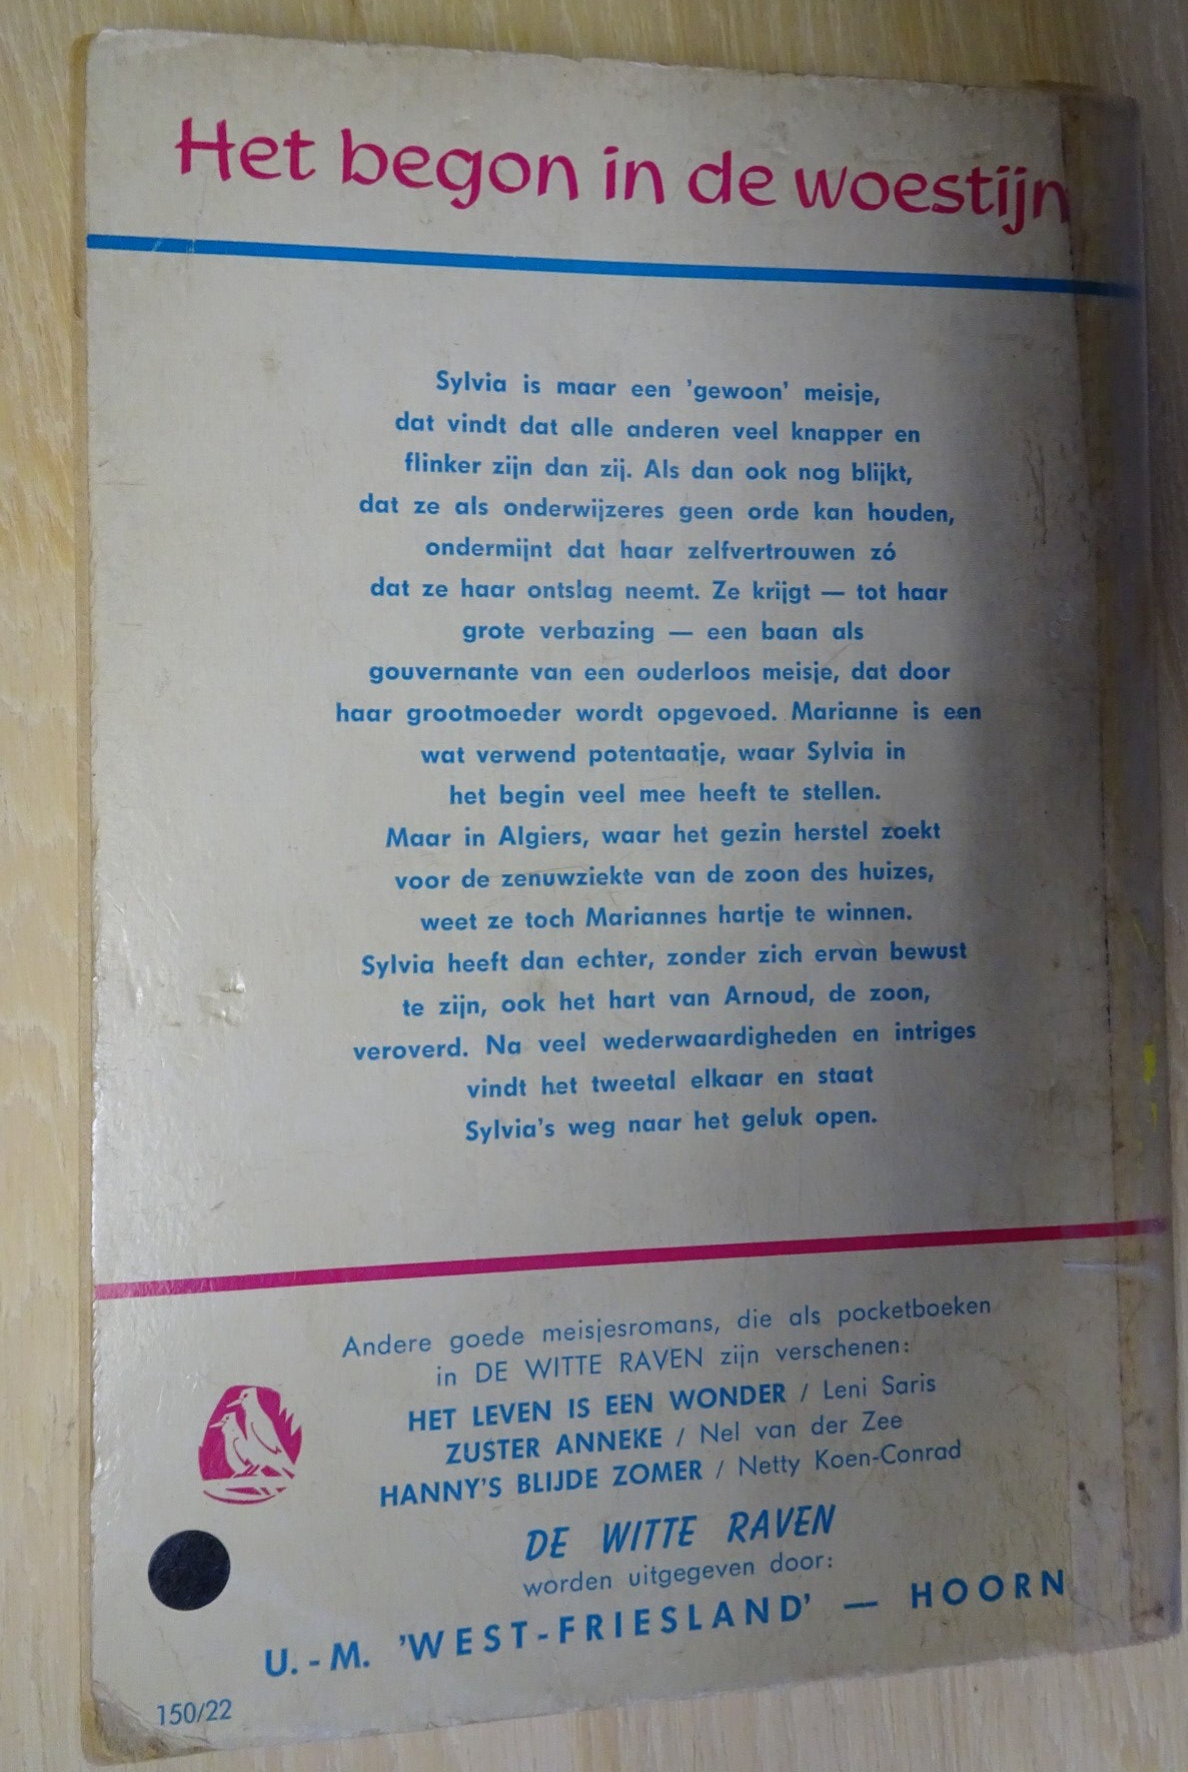 Het begon in de woestijn
Sylvia is maar een 'gewoon' meisje,
dat vindt dat alle anderen veel knapper en
flinker zijn dan zij. Als dan ook nog blijkt,
dat ze als onderwijzeres geen orde kan houden,
ondermijnt dat haar zelfvertrouwen zó
dat ze haar ontslag neemt. Ze krijgt — tot haar
grote verbazing — een baan als
gouvernante van een ouderloos meisje, dat door
haar grootmoeder wordt opgevoed. Marianne is een
wat verwend potentaatje, waar Sylvia in
het begin veel mee heeft te stellen.
Maar in Algiers, waar het gezin herstel zoekt
voor de zenuwziekte van de zoon des huizes,
weet ze toch Mariannes hartje te winnen.
Sylvia heeft dan echter, zonder zich ervan bewust
te zijn, ook het hart van Arnoud, de zoon,
veroverd. Na veel wederwaardigheden en intriges
vindt het tweetal elkaar en staat
Sylvia's weg naar het geluk open.
Andere goede meisjesromans, die als pocketboeken
in DE WITTE RAVEN zijn verschenen:
HET LEVEN IS EEN WONDER / Leni Saris
ZUSTER ANNEKE / Nel van der Zee
HANNY'S BLIJDE ZOMER / Netty Koen-Conrad
DE WITTE RAVEN
worden uitgegeven door:
U.-M. 'WEST-FRIESLAND' — HOORN
150/22